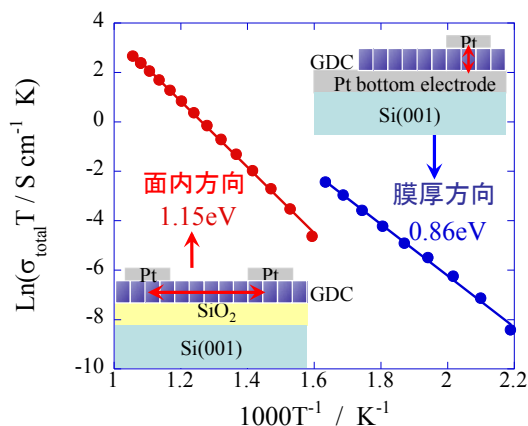 4
2
0
-2
-4
-6
-8
-10
Ln(σtotalT / S cm⁻¹ K)
Pt
GDC
Pt bottom electrode
Si(001)
面内方向
1.15eV
膜厚方向
0.86eV
Pt Pt
GDC
SiO₂
Si(001)
1 1.2 1.4 1.6 1.8 2 2.2
1000T⁻¹ / K⁻¹